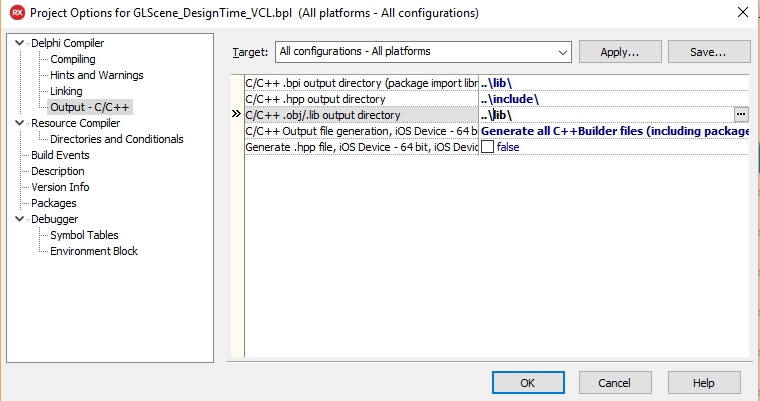 RX Project Options for GLScene_DesignTime_VCL.bpl (All platforms - All configurations)
Delphi Compiler
Compiling
Hints and Warnings
Linking
Output - C/C++
Resource Compiler
Directories and Conditionals
Build Events
Description
Version Info
Packages
Debugger
Symbol Tables
Environment Block
Target: All configurations - All platforms Apply... Save...
C/C++ .bpi output directory (package import libr ..\lib\
C/C++ .hpp output directory ..\include\
C/C++ .obj/.lib output directory ..\lib\ ...
C/C++ Output file generation, iOS Device - 64 b Generate all C++Builder files (including package
Generate .hpp file, iOS Device - 64 bit, iOS Devic false
OK Cancel Help